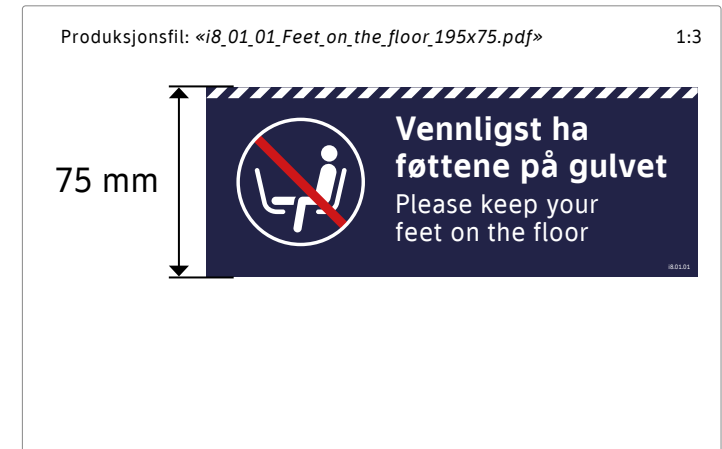 Produksjonsfil: «i8_01_01_Feet_on_the_floor_195x75.pdf»
1:3
75 mm
Vennligst ha
føttene på gulvet
Please keep your
feet on the floor
i8.01.01